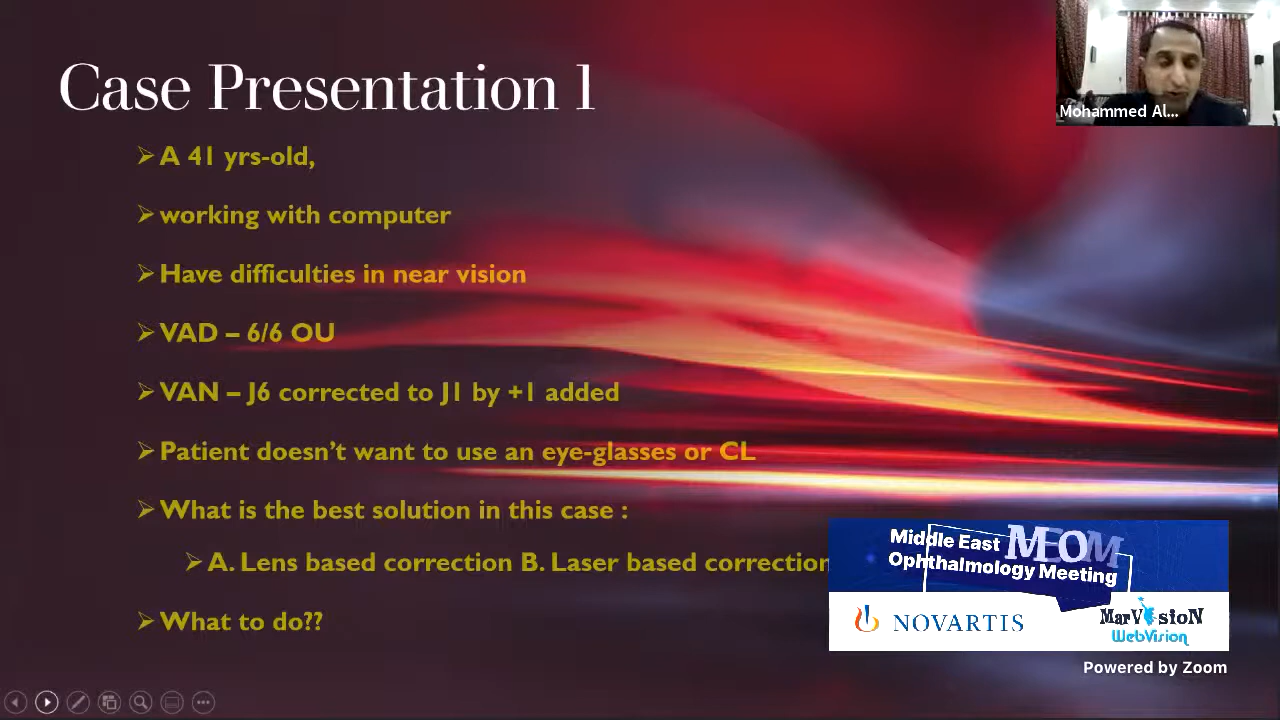 Case Presentation 1
A 41 yrs-old,
working with computer
Have difficulties in near vision
VAD – 6/6 OU
VAN – J6 corrected to J1 by +1 added
Patient doesn't want to use an eye-glasses or CL
What is the best solution in this case :
A. Lens based correction B. Laser based correction
What to do??
Mohammed Al...
Middle East MEOM
Ophthalmology Meeting
NOVARTIS
MarVisioN
WebVision
Powered by Zoom